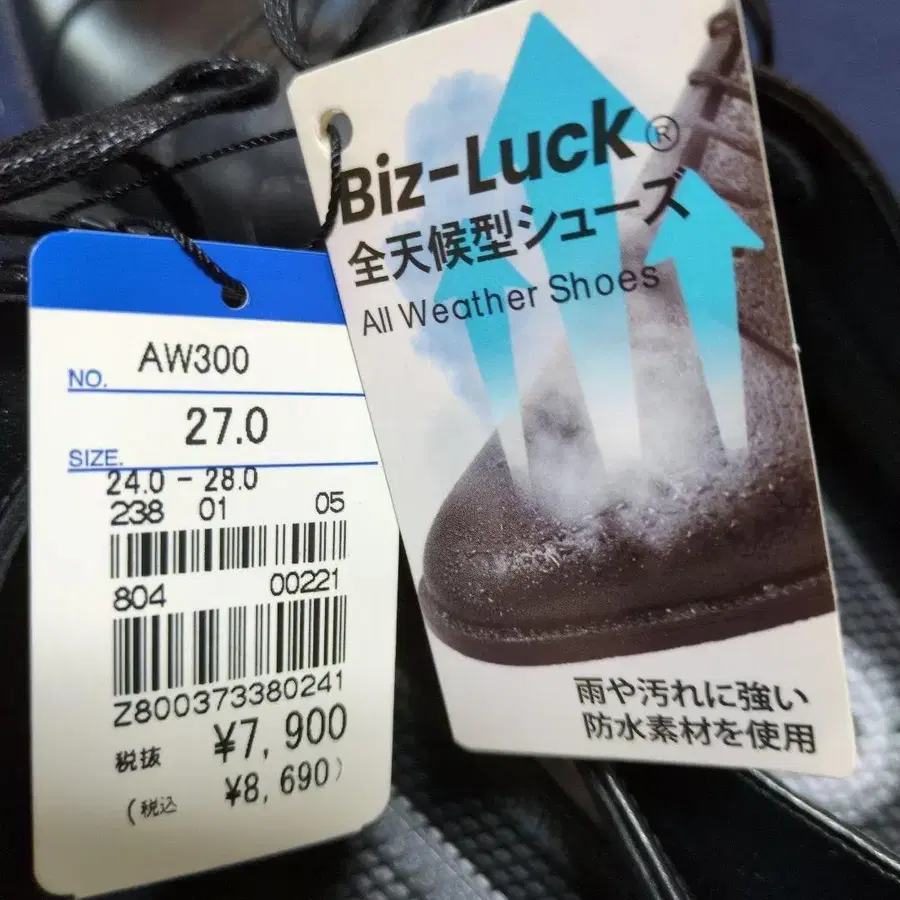 Biz-Luck®
全天候型シューズ
All Weather Shoes
雨や汚れに強い
防水素材を使用
NO. AW300
SIZE. 27.0
24.0 - 28.0
238 01 05
804 00221
Z800373380241
税抜 ¥7,900
(税込 ¥8,690)